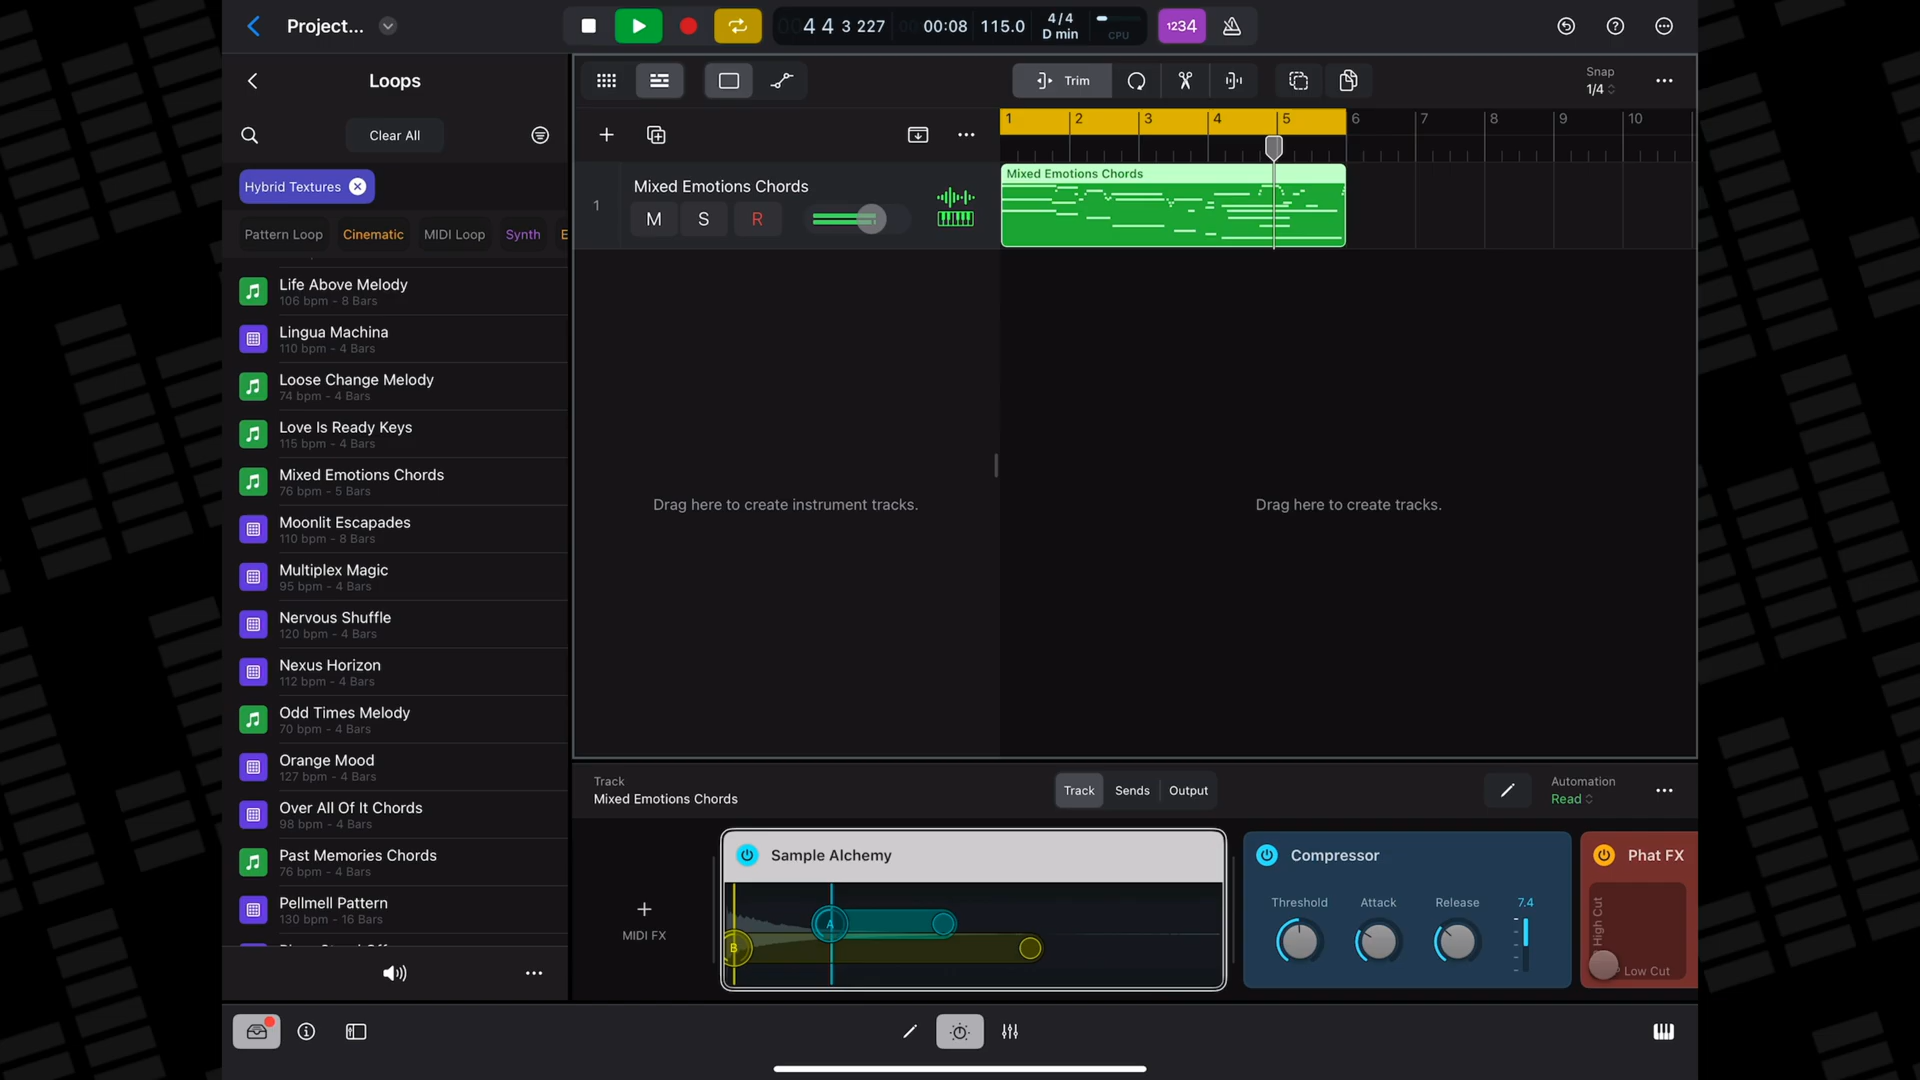 Project...
4 4 3 227
00:08
115.0
4/4
D min
CPU
1234
Loops
Trim
Snap
1/4
Clear All
1
2
3
4
5
6
7
8
9
10
Hybrid Textures
Mixed Emotions Chords
Mixed Emotions Chords
1
M
S
R
Pattern Loop
Cinematic
MIDI Loop
Synth
E
Life Above Melody
106 bpm - 8 Bars
Lingua Machina
110 bpm - 4 Bars
Loose Change Melody
74 bpm - 4 Bars
Love Is Ready Keys
115 bpm - 4 Bars
Mixed Emotions Chords
76 bpm - 5 Bars
Moonlit Escapades
110 bpm - 8 Bars
Multiplex Magic
95 bpm - 4 Bars
Nervous Shuffle
120 bpm - 4 Bars
Nexus Horizon
112 bpm - 4 Bars
Odd Times Melody
70 bpm - 4 Bars
Orange Mood
127 bpm - 4 Bars
Over All Of It Chords
98 bpm - 4 Bars
Past Memories Chords
76 bpm - 4 Bars
Pellmell Pattern
130 bpm - 16 Bars
Drag here to create instrument tracks.
Drag here to create tracks.
Track
Mixed Emotions Chords
Track
Sends
Output
Automation
Read
MIDI FX
Sample Alchemy
A
B
Compressor
Threshold
Attack
Release
7.4
Phat FX
High Cut
Low Cut